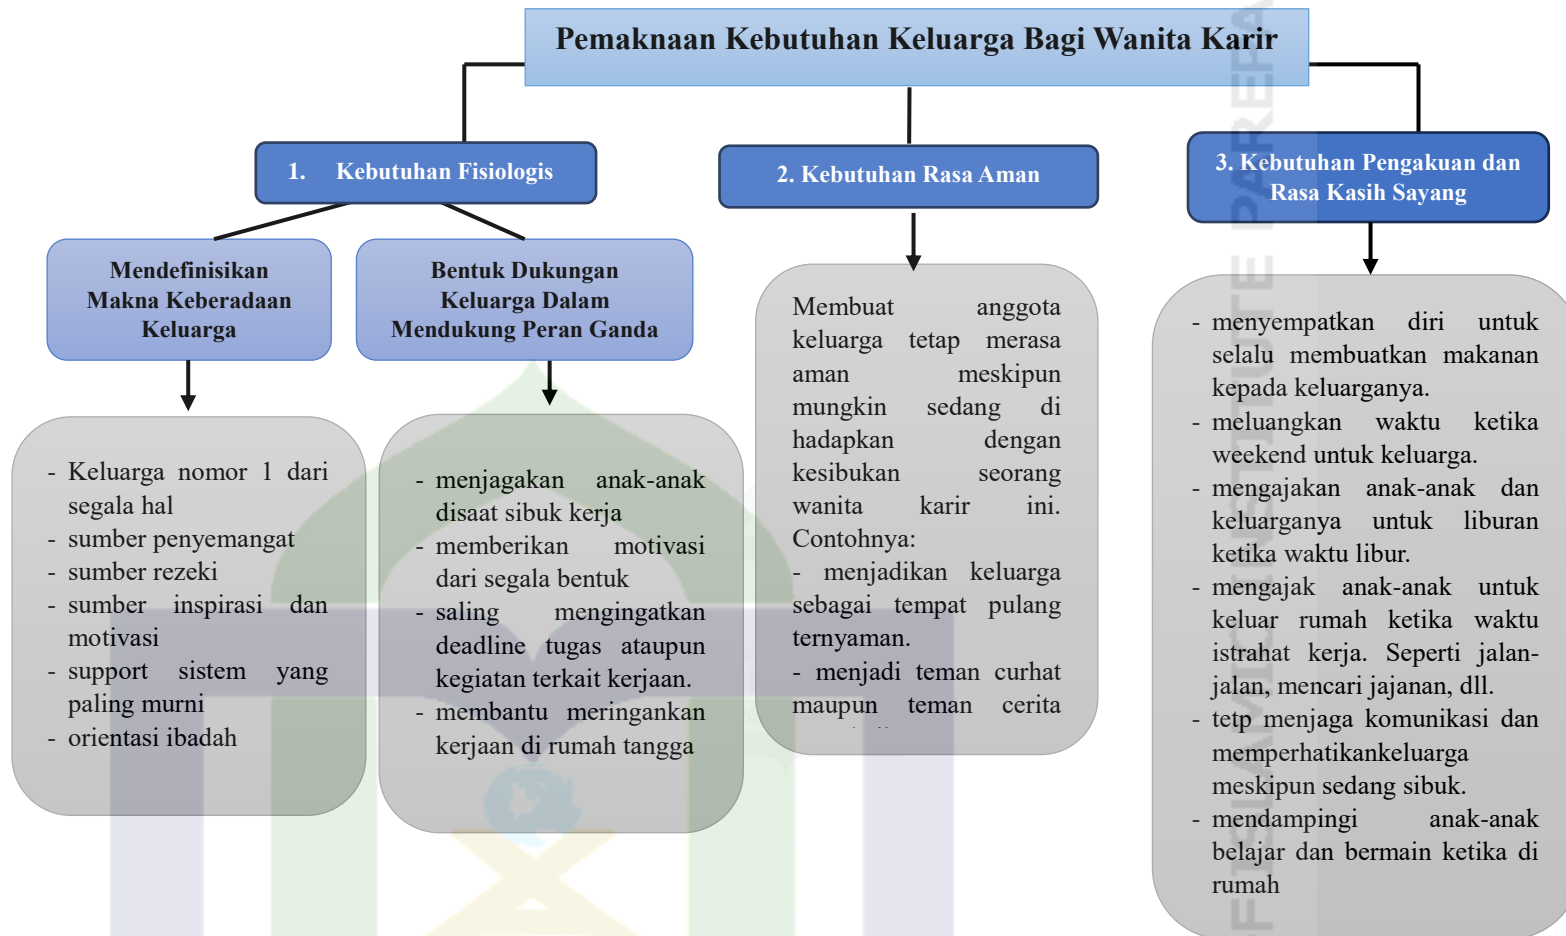 Pemaknaan Kebutuhan Keluarga Bagi Wanita Karir
1. Kebutuhan Fisiologis
Mendefinisikan
Makna Keberadaan
Keluarga
- Keluarga nomor 1 dari
segala hal
- sumber penyemangat
- sumber rezeki
- sumber inspirasi dan
motivasi
- support sistem yang
paling murni
- orientasi ibadah
Bentuk Dukungan
Keluarga Dalam
Mendukung Peran Ganda
- menjagakan anak-anak
disaat sibuk kerja
- memberikan motivasi
dari segala bentuk
- saling mengingatkan
deadline tugas ataupun
kegiatan terkait kerjaan.
- membantu meringankan
kerjaan di rumah tangga
2. Kebutuhan Rasa Aman
Membuat anggota
keluarga tetap merasa
aman meskipun
mungkin sedang di
hadapkan dengan
kesibukan seorang
wanita karir ini.
Contohnya:
- menjadikan keluarga
sebagai tempat pulang
ternyaman.
- menjadi teman curhat
maupun teman cerita
3. Kebutuhan Pengakuan dan
Rasa Kasih Sayang
- menyempatkan diri untuk
selalu membuatkan makanan
kepada keluarganya.
- meluangkan waktu ketika
weekend untuk keluarga.
- mengajakan anak-anak dan
keluarganya untuk liburan
ketika waktu libur.
- mengajak anak-anak untuk
keluar rumah ketika waktu
istrahat kerja. Seperti jalan-
jalan, mencari jajanan, dll.
- tetp menjaga komunikasi dan
memperhatikankeluarga
meskipun sedang sibuk.
- mendampingi anak-anak
belajar dan bermain ketika di
rumah
F ISLAMIC INSTITUTE PAREPA